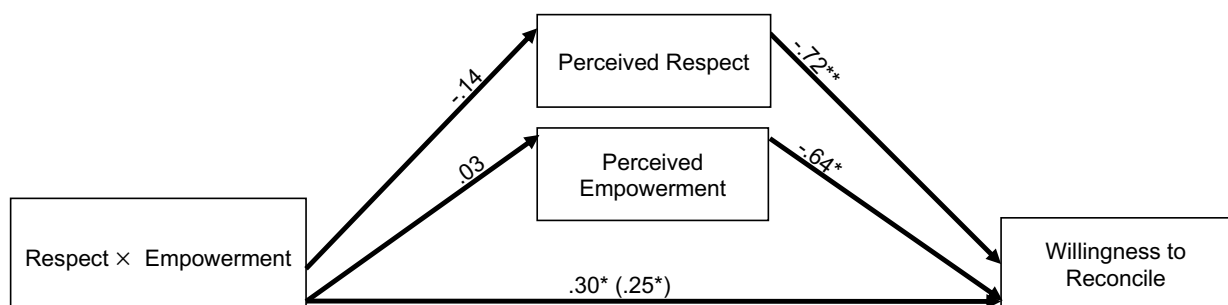 Perceived Respect
-.14
-.72**
Perceived
Empowerment
.03
-.64*
Respect × Empowerment
.30* (.25*)
Willingness to
Reconcile